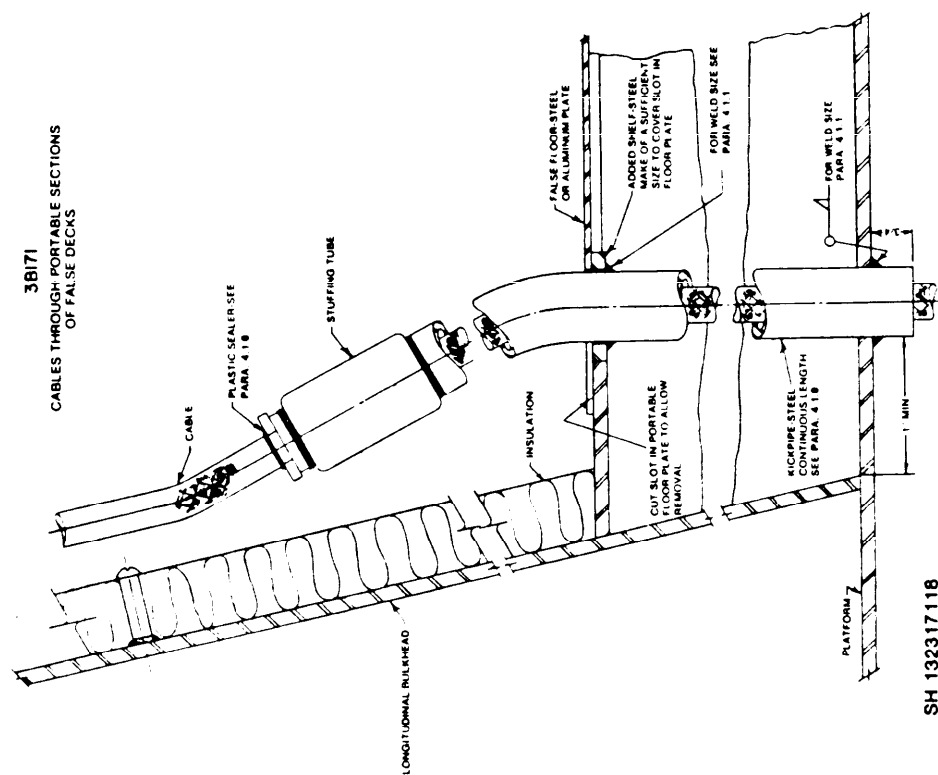 3B171
CABLES THROUGH PORTABLE SECTIONS
OF FALSE DECKS
CABLE
PLASTIC SEALER-SEE
PARA 4.1.8
STUFFING TUBE
INSULATION
FALSE FLOOR-STEEL
OR ALUMINUM PLATE
ADDED SHELF-STEEL
MAKE OF A SUFFICIENT
SIZE TO COVER SLOT IN
FLOOR PLATE
FOR WELD SIZE SEE
PARA 4.1.1
CUT SLOT IN PORTABLE
FLOOR PLATE TO ALLOW
REMOVAL
LONGITUDINAL BULKHEAD
KICKPIPE-STEEL
CONTINUOUS LENGTH
SEE PARA 4.1.8
FOR WELD SIZE
PARA 4.1.1
MIN
PLATFORM
SH 132317118